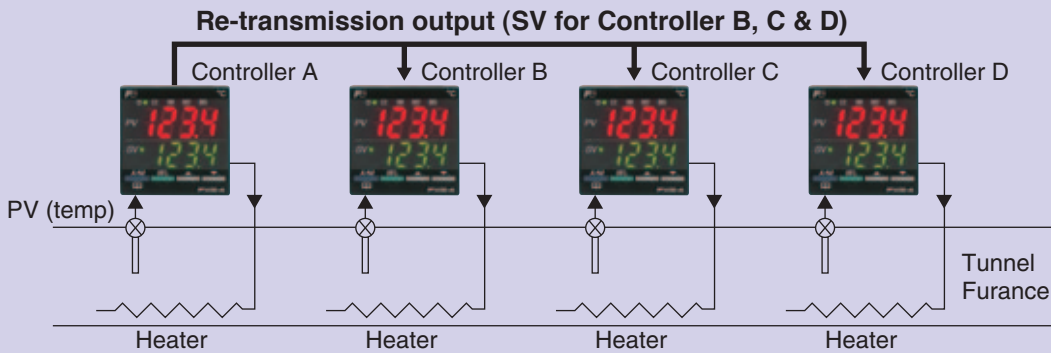 Re-transmission output (SV for Controller B, C & D)
Controller A
Controller B
Controller C
Controller D
℃
℃
℃
℃
PV 123.4
PV 123.4
PV 123.4
PV 123.4
SV 123.4
SV 123.4
SV 123.4
SV 123.4
PV (temp)
Tunnel
Furance
Heater
Heater
Heater
Heater